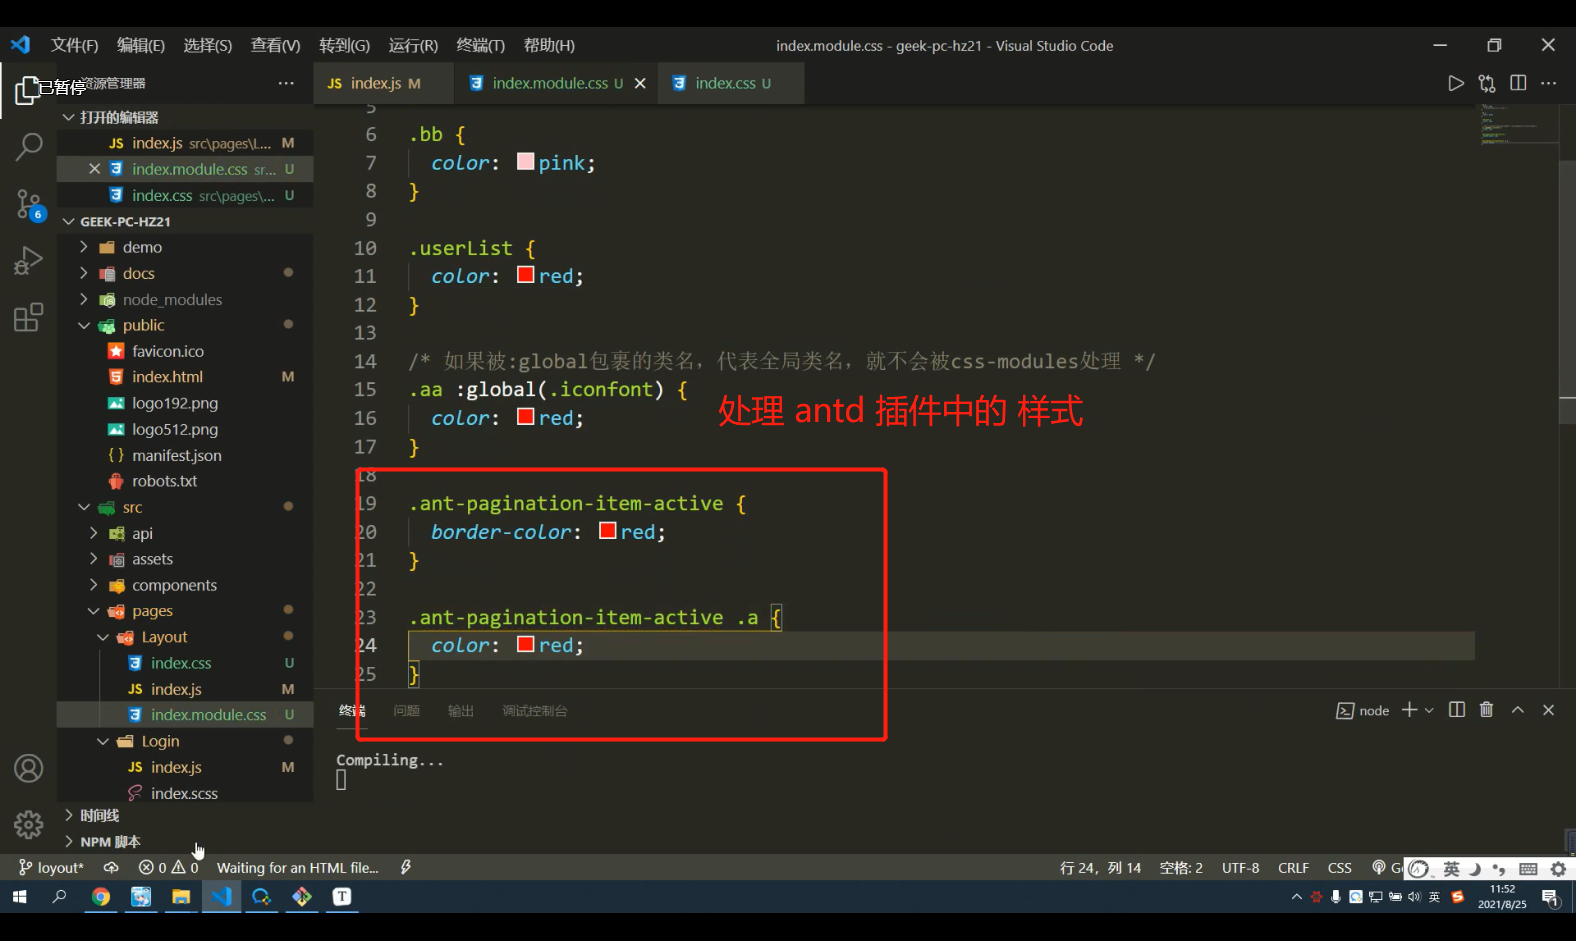 文件(F) 编辑(E) 选择(S) 查看(V) 转到(G) 运行(R) 终端(T) 帮助(H)
index.module.css - geek-pc-hz21 - Visual Studio Code
已暂停
资源管理器
JS index.js M
index.module.css U
index.css U
打开的编辑器
JS index.js src\pages\L... M
index.module.css sr... U
index.css src\pages\... U
GEEK-PC-HZ21
demo
docs
node_modules
public
favicon.ico
index.html M
logo192.png
logo512.png
{ } manifest.json
robots.txt
src
api
assets
components
pages
Layout
index.css U
JS index.js M
index.module.css U
Login
JS index.js M
index.scss
时间线
NPM 脚本
6
5
6 .bb {
7 color: pink;
8 }
9
10 .userList {
11 color: red;
12 }
13
14 /* 如果被:global包裹的类名，代表全局类名，就不会被css-modules处理 */
15 .aa :global(.iconfont) {
16 color: red;
17 }
处理 antd 插件中的 样式
18
19 .ant-pagination-item-active {
20 border-color: red;
21 }
22
23 .ant-pagination-item-active .a {
24 color: red;
25 }
终端 问题 输出 调试控制台
node
Compiling...
loyout* 0 0 Waiting for an HTML file...
行 24，列 14 空格: 2 UTF-8 CRLF CSS G
英
T
英
11:52
2021/8/25
1